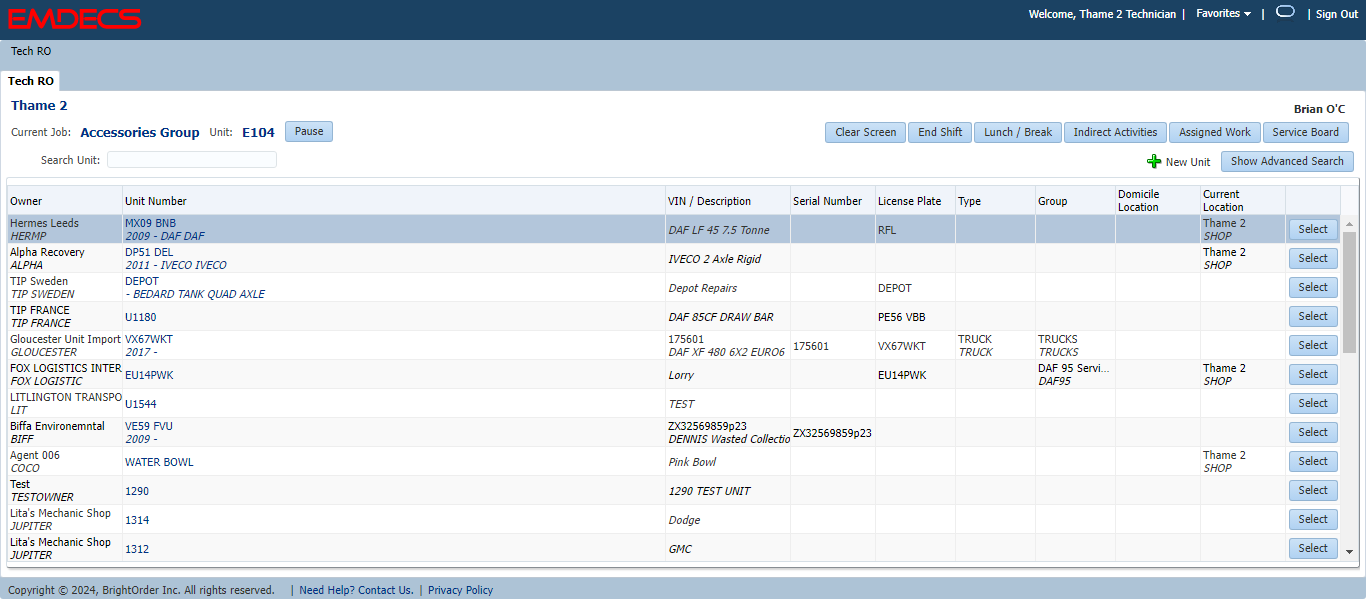 EMDECS
Welcome, Thame 2 Technician | Favorites | | Sign Out
Tech RO
Tech RO
Thame 2
Brian O'C
Current Job: Accessories Group Unit: E104 Pause
Clear Screen End Shift Lunch / Break Indirect Activities Assigned Work Service Board
Search Unit:
New Unit Show Advanced Search
Owner Unit Number VIN / Description Serial Number License Plate Type Group Domicile Location Current Location
Hermes Leeds MX09 BNB Thame 2
HERMP 2009 - DAF DAF DAF LF 45 7.5 Tonne RFL SHOP Select
Alpha Recovery DP51 DEL Thame 2
ALPHA 2011 - IVECO IVECO IVECO 2 Axle Rigid SHOP Select
TIP Sweden DEPOT
TIP SWEDEN - BEDARD TANK QUAD AXLE Depot Repairs DEPOT Select
TIP FRANCE
TIP FRANCE U1180 DAF 85CF DRAW BAR PE56 VBB Select
Gloucester Unit Import VX67WKT 175601 TRUCK TRUCKS
GLOUCESTER 2017 - DAF XF 480 6X2 EURO6 175601 VX67WKT TRUCK TRUCKS Select
FOX LOGISTICS INTER DAF 95 Servi... Thame 2
FOX LOGISTIC EU14PWK Lorry EU14PWK DAF95 SHOP Select
LITLINGTON TRANSPO
LIT U1544 TEST Select
Biffa Environemntal VE59 FVU ZX32569859p23
BIFF 2009 - DENNIS Wasted Collectio ZX32569859p23 Select
Agent 006 Thame 2
COCO WATER BOWL Pink Bowl SHOP Select
Test
TESTOWNER 1290 1290 TEST UNIT Select
Lita's Mechanic Shop
JUPITER 1314 Dodge Select
Lita's Mechanic Shop
JUPITER 1312 GMC Select
Copyright © 2024, BrightOrder Inc. All rights reserved. | Need Help? Contact Us. | Privacy Policy